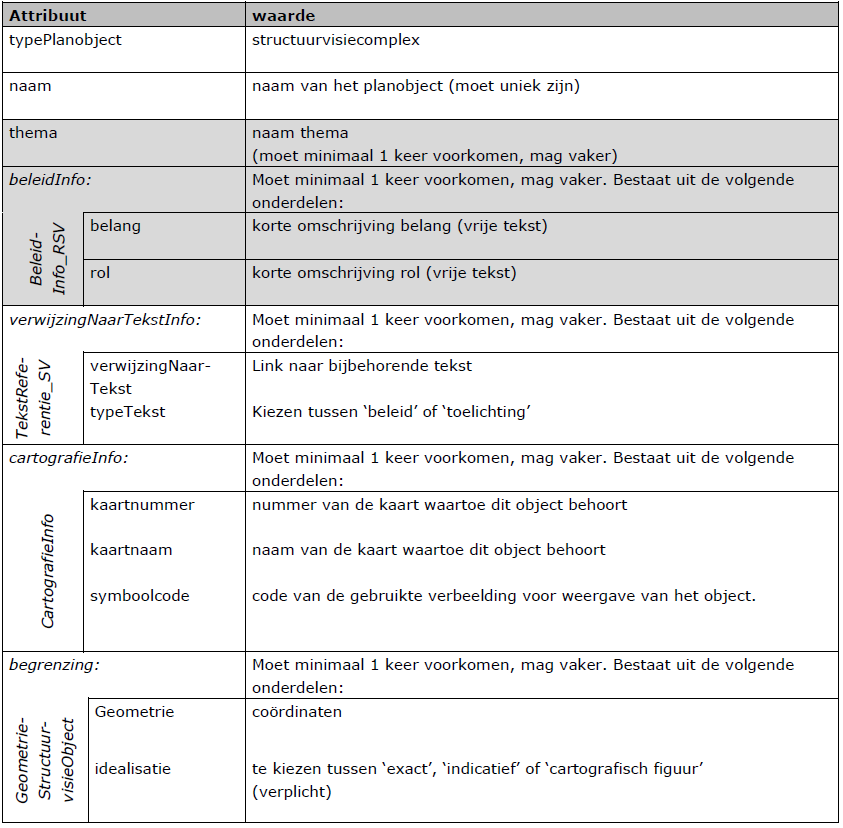 Attribuut waarde
typePlanobject structuurvisiecomplex
naam naam van het planobject (moet uniek zijn)
thema naam thema
(moet minimaal 1 keer voorkomen, mag vaker)
beleidInfo: Moet minimaal 1 keer voorkomen, mag vaker. Bestaat uit de volgende
onderdelen:
Beleid-
Info_RSV
belang korte omschrijving belang (vrije tekst)
rol korte omschrijving rol (vrije tekst)
verwijzingNaarTekstInfo: Moet minimaal 1 keer voorkomen, mag vaker. Bestaat uit de volgende
onderdelen:
TekstRefe-
rentie_SV
verwijzingNaar- Link naar bijbehorende tekst
Tekst
typeTekst Kiezen tussen ‘beleid’ of ‘toelichting’
cartografieInfo: Moet minimaal 1 keer voorkomen, mag vaker. Bestaat uit de volgende
onderdelen:
CartografieInfo
kaartnummer nummer van de kaart waartoe dit object behoort
kaartnaam naam van de kaart waartoe dit object behoort
symboolcode code van de gebruikte verbeelding voor weergave van het object.
begrenzing: Moet minimaal 1 keer voorkomen, mag vaker. Bestaat uit de volgende
onderdelen:
Geometrie-
Structuur-
visieObject
Geometrie coördinaten
idealisatie te kiezen tussen ‘exact’, ‘indicatief’ of ‘cartografisch figuur’
(verplicht)